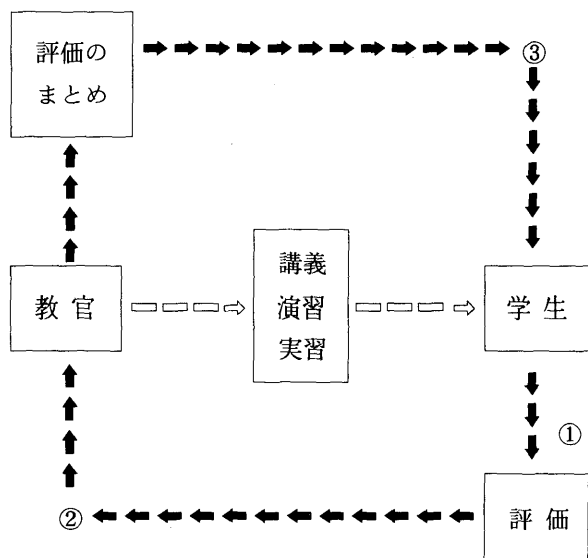 評価の
まとめ
③
講義
演習
実習
教官
学生
①
②
評価